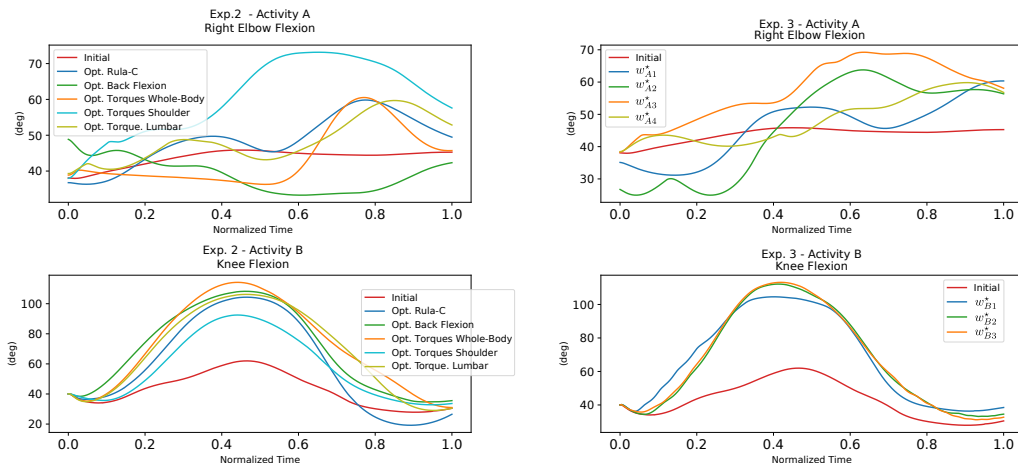 Exp.2 - Activity A
Right Elbow Flexion
(deg)
70
60
50
40
Initial
Opt. Rula-C
Opt. Back Flexion
Opt. Torques Whole-Body
Opt. Torques Shoulder
Opt. Torque. Lumbar
0.0 0.2 0.4 0.6 0.8 1.0
Normalized Time
Exp. 3 - Activity A
Right Elbow Flexion
(deg)
70
60
50
40
30
Initial
w*A1
w*A2
w*A3
w*A4
0.0 0.2 0.4 0.6 0.8 1.0
Normalized Time
Exp. 2 - Activity B
Knee Flexion
(deg)
100
80
60
40
20
Initial
Opt. Rula-C
Opt. Back Flexion
Opt. Torques Whole-Body
Opt. Torques Shoulder
Opt. Torque. Lumbar
0.0 0.2 0.4 0.6 0.8 1.0
Normalized Time
Exp. 3 - Activity B
Knee Flexion
(deg)
100
80
60
40
Initial
w*B1
w*B2
w*B3
0.0 0.2 0.4 0.6 0.8 1.0
Normalized Time